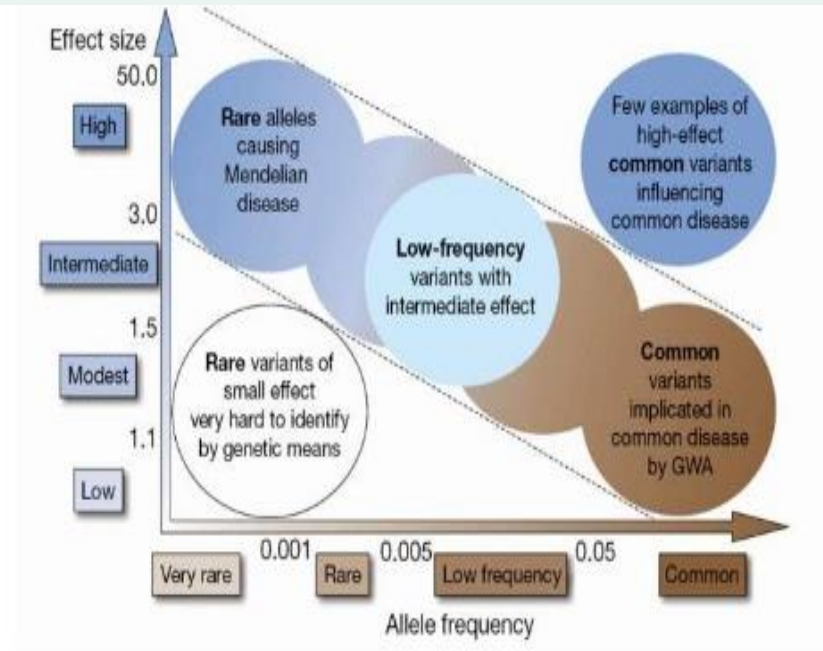 Effect size
50.0
High
3.0
Intermediate
1.5
Modest
1.1
Low
Rare alleles
causing
Mendelian
disease
Few examples of
high-effect
common variants
influencing
common disease
Low-frequency
variants with
intermediate effect
Rare variants of
small effect
very hard to identify
by genetic means
Common
variants
implicated in
common disease
by GWA
0.001
0.005
0.05
Very rare
Rare
Low frequency
Common
Allele frequency